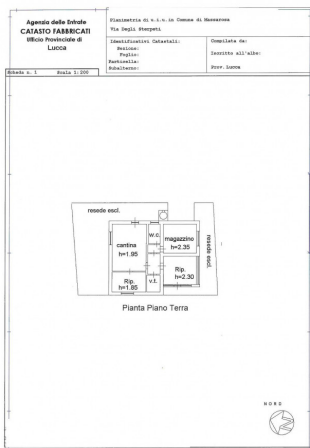 Agenzia delle Entrate
CATASTO FABBRICATI
Ufficio Provinciale di
Lucca
Planimetria di u.i.u. in Comune di Massarosa
Via Degli Sterpeti
Identificativi Catastali:
Sezione:
Foglio:
Particella:
Subalterno:
Compilata da:
Iscritto all'albo:
Prov. Lucca
Scheda n. 1 Scala 1:200
resede escl.
w.c.
cantina
h=1.95
magazzino
h=2.35
resede escl.
Rip.
h=1.85
v.t.
Rip.
h=2.30
Pianta Piano Terra
NORD